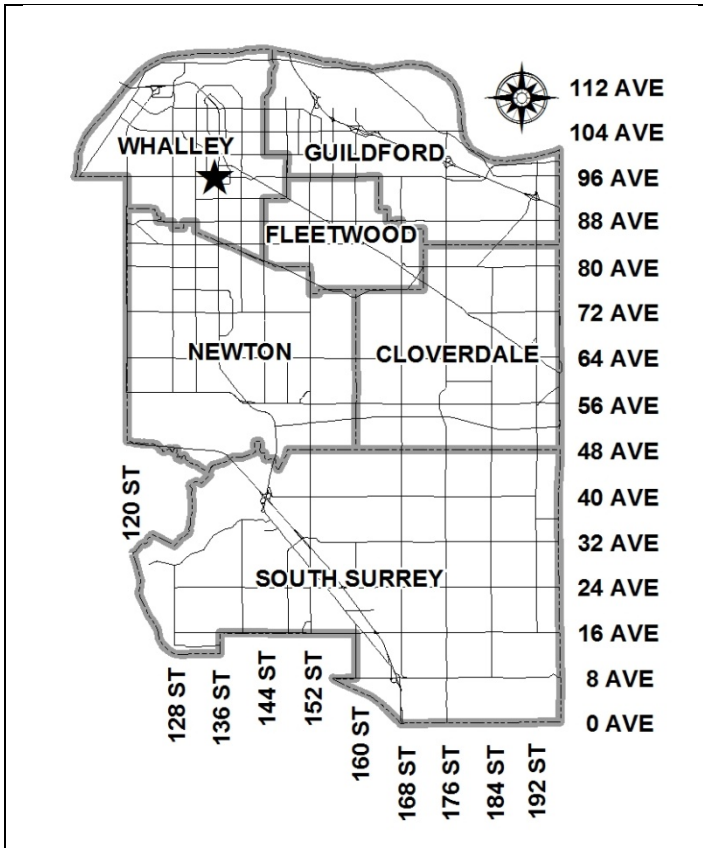 112 AVE
104 AVE
WHALLEY
GUILDFORD
96 AVE
88 AVE
FLEETWOOD
80 AVE
72 AVE
NEWTON
CLOVERDALE
64 AVE
56 AVE
48 AVE
120 ST
40 AVE
32 AVE
SOUTH SURREY
24 AVE
16 AVE
128 ST
136 ST
144 ST
152 ST
8 AVE
160 ST
0 AVE
168 ST
176 ST
184 ST
192 ST